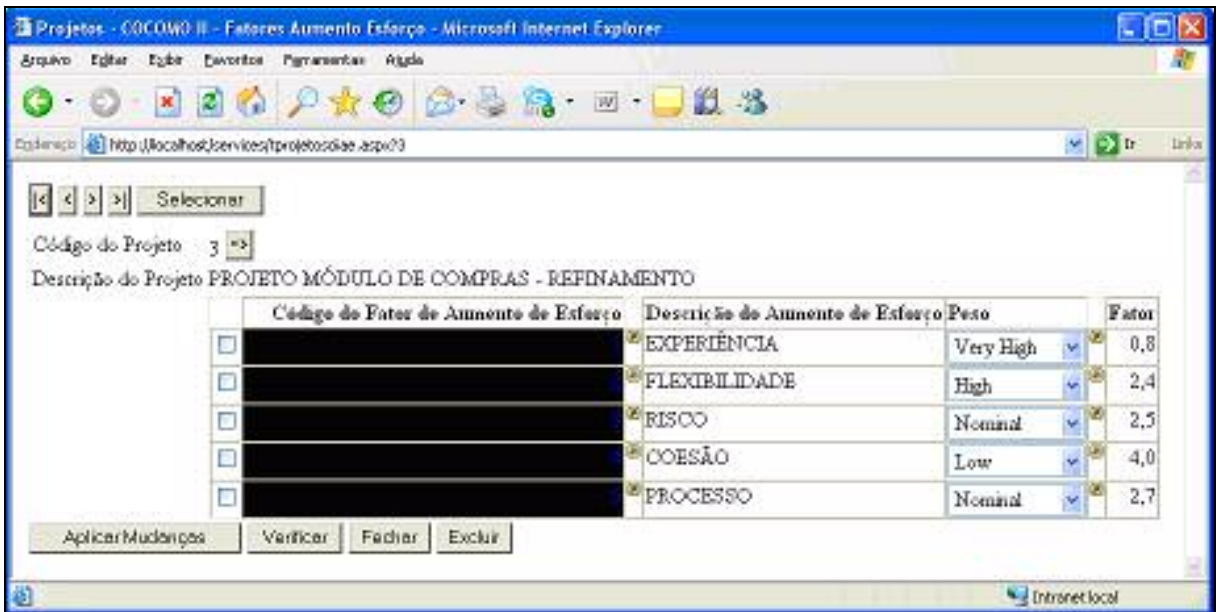 Projetos - COCOMO II - Fatores Aumento Esforço - Microsoft Internet Explorer
Arquivo Editar Exibir Favoritos Ferramentas Ajuda
Endereço http://localhost/services/tprojetosciiae.aspx?3 Ir Links
|< < > >| Selecionar
Código do Projeto 3 =>
Descrição do Projeto PROJETO MÓDULO DE COMPRAS - REFINAMENTO
Código do Fator de Aumento de Esforço Descrição do Aumento de Esforço Peso Fator
EXPERIÊNCIA Very High 0,8
FLEXIBILIDADE High 2,4
RISCO Nominal 2,5
COESÃO Low 4,0
PROCESSO Nominal 2,7
Aplicar Mudanças Verificar Fechar Excluir
Intranet local